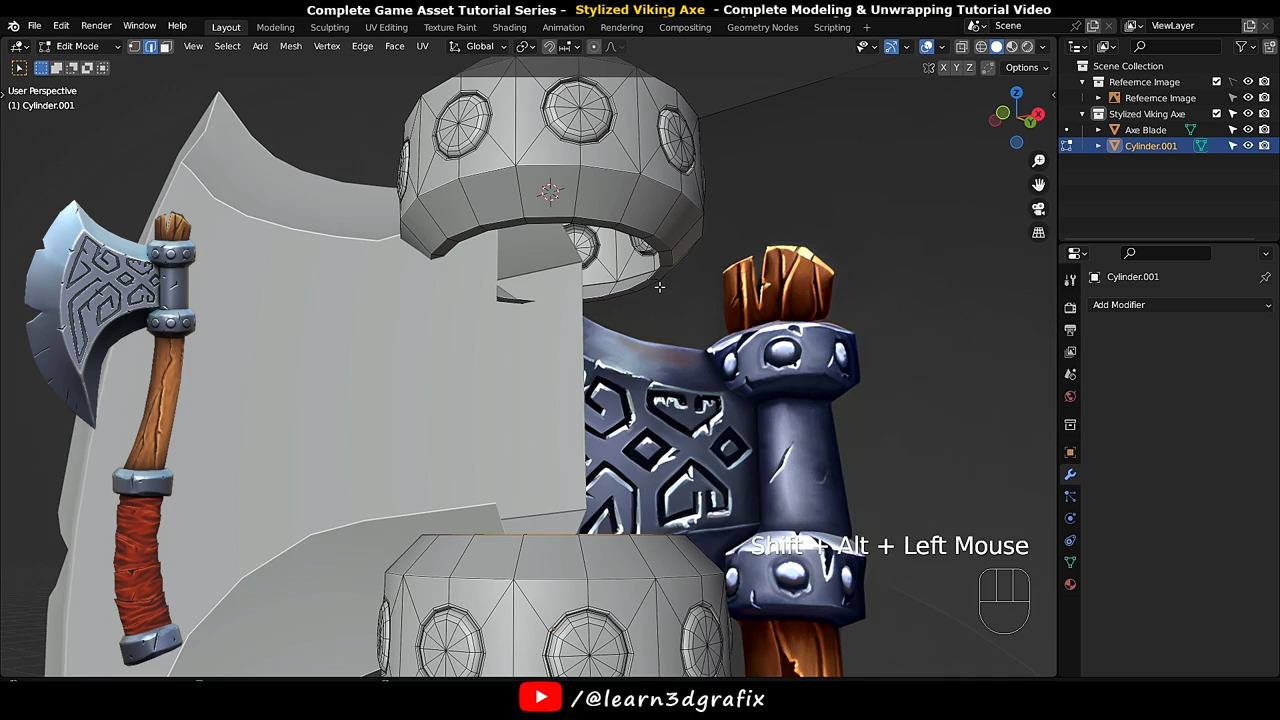 Complete Game Asset Tutorial Series - Stylized Viking Axe - Complete Modeling & Unwrapping Tutorial Video
File Edit Render Window Help Layout Modeling Sculpting UV Editing Texture Paint Shading Animation Rendering Compositing Geometry Nodes Scripting Scene ViewLayer
Edit Mode View Select Add Mesh Vertex Edge Face UV Global
X Y Z Options
User Perspective
(1) Cylinder.001
Z
X
Y
Scene Collection
Refeemce Image
Refeemce Image
Stylized Viking Axe
Axe Blade
Cylinder.001
Cylinder.001
Add Modifier
Shift + Alt + Left Mouse
/@learn3dgrafix